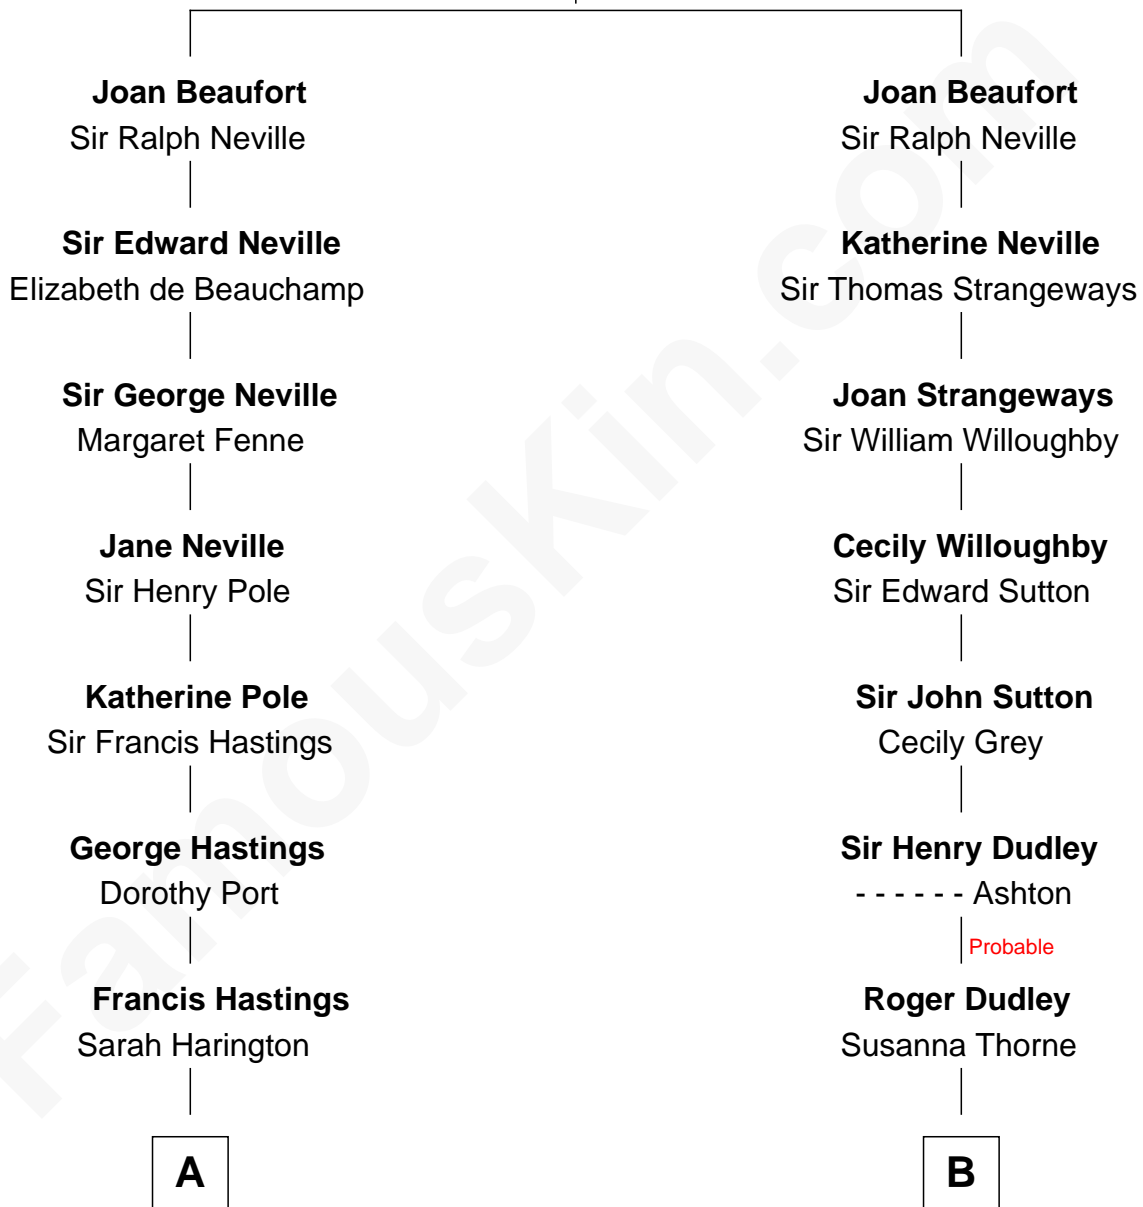 Joan Beaufort
Sir Ralph Neville
Sir Edward Neville
Elizabeth de Beauchamp
Sir George Neville
Margaret Fenne
Jane Neville
Sir Henry Pole
Katherine Pole
Sir Francis Hastings
George Hastings
Dorothy Port
Francis Hastings
Sarah Harington
A
Joan Beaufort
Sir Ralph Neville
Katherine Neville
Sir Thomas Strangeways
Joan Strangeways
Sir William Willoughby
Cecily Willoughby
Sir Edward Sutton
Sir John Sutton
Cecily Grey
Sir Henry Dudley
- - - - - - Ashton
Probable
Roger Dudley
Susanna Thorne
B
FamousKin.com